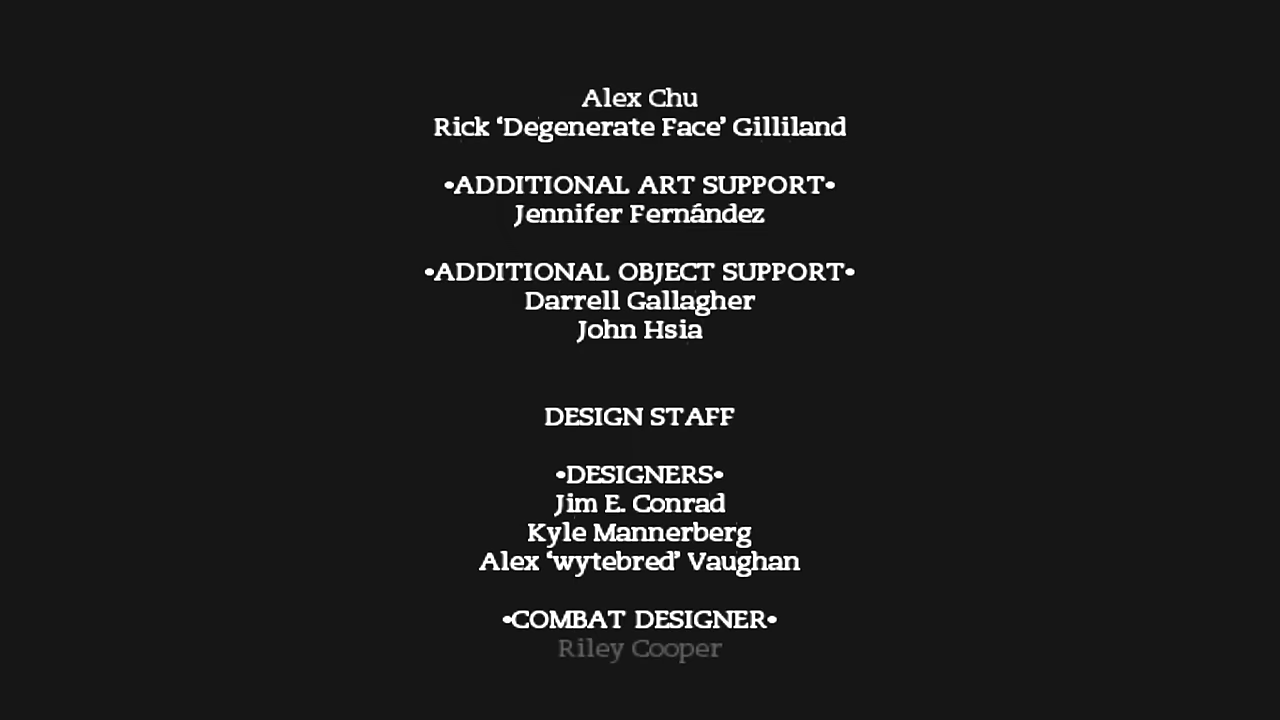 Alex Chu
Rick ‘Degenerate Face’ Gilliland
•ADDITIONAL ART SUPPORT•
Jennifer Fernández
•ADDITIONAL OBJECT SUPPORT•
Darrell Gallagher
John Hsia
DESIGN STAFF
•DESIGNERS•
Jim E. Conrad
Kyle Mannerberg
Alex ‘wytebred’ Vaughan
•COMBAT DESIGNER•
Riley Cooper